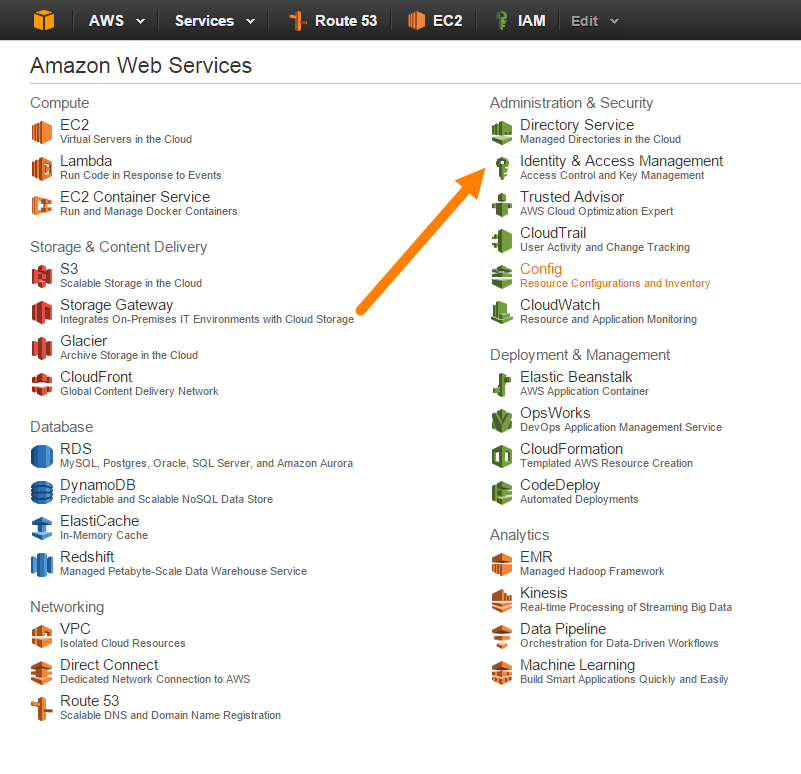 AWS Services Route 53 EC2 IAM Edit
Amazon Web Services
Compute
EC2
Virtual Servers in the Cloud
Lambda
Run Code in Response to Events
EC2 Container Service
Run and Manage Docker Containers
Storage & Content Delivery
S3
Scalable Storage in the Cloud
Storage Gateway
Integrates On-Premises IT Environments with Cloud Storage
Glacier
Archive Storage in the Cloud
CloudFront
Global Content Delivery Network
Database
RDS
MySQL, Postgres, Oracle, SQL Server, and Amazon Aurora
DynamoDB
Predictable and Scalable NoSQL Data Store
ElastiCache
In-Memory Cache
Redshift
Managed Petabyte-Scale Data Warehouse Service
Networking
VPC
Isolated Cloud Resources
Direct Connect
Dedicated Network Connection to AWS
Route 53
Scalable DNS and Domain Name Registration
Administration & Security
Directory Service
Managed Directories in the Cloud
Identity & Access Management
Access Control and Key Management
Trusted Advisor
AWS Cloud Optimization Expert
CloudTrail
User Activity and Change Tracking
Config
Resource Configurations and Inventory
CloudWatch
Resource and Application Monitoring
Deployment & Management
Elastic Beanstalk
AWS Application Container
OpsWorks
DevOps Application Management Service
CloudFormation
Templated AWS Resource Creation
CodeDeploy
Automated Deployments
Analytics
EMR
Managed Hadoop Framework
Kinesis
Real-time Processing of Streaming Big Data
Data Pipeline
Orchestration for Data-Driven Workflows
Machine Learning
Build Smart Applications Quickly and Easily